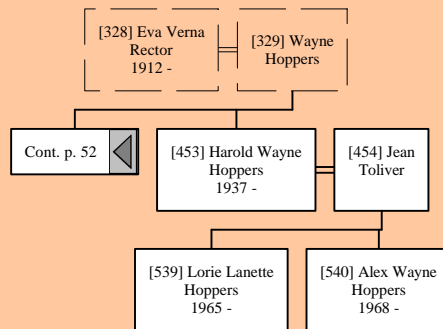 [328] Eva Verna
Rector
1912 -
[329] Wayne
Hoppers
Cont. p. 52
[453] Harold Wayne
Hoppers
1937 -
[454] Jean
Toliver
[539] Lorie Lanette
Hoppers
1965 -
[540] Alex Wayne
Hoppers
1968 -